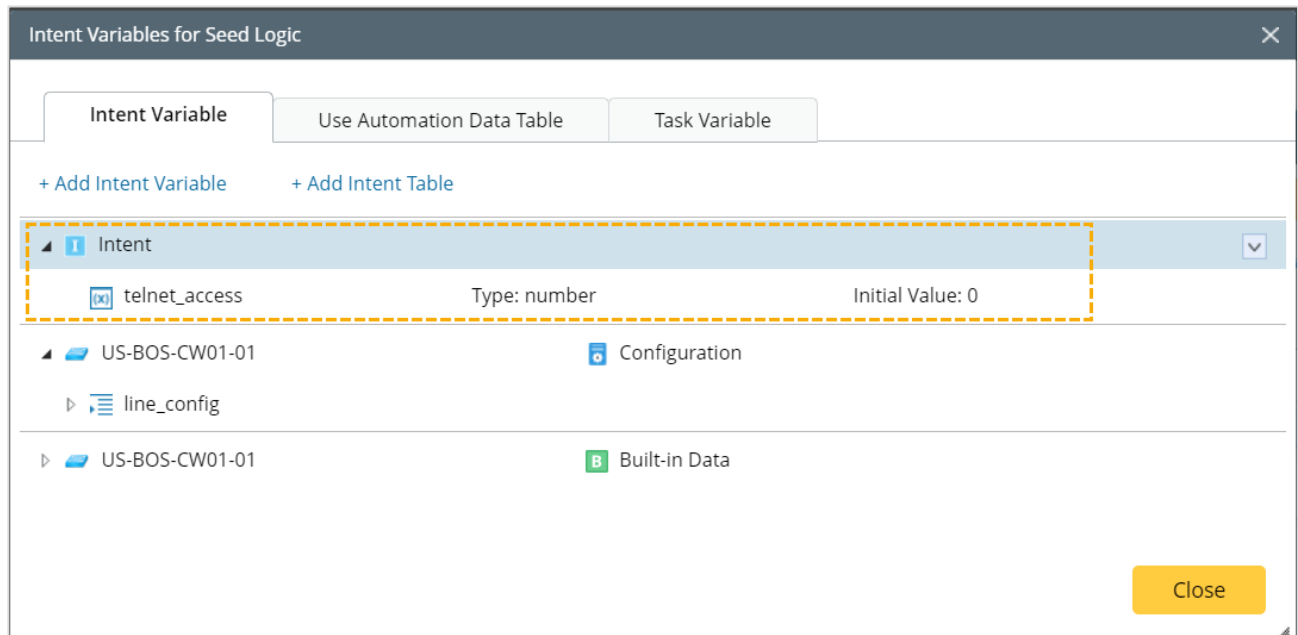 Intent Variables for Seed Logic
Intent Variable Use Automation Data Table Task Variable
+ Add Intent Variable + Add Intent Table
I Intent
(x) telnet_access Type: number Initial Value: 0
US-BOS-CW01-01 Configuration
line_config
US-BOS-CW01-01 B Built-in Data
Close